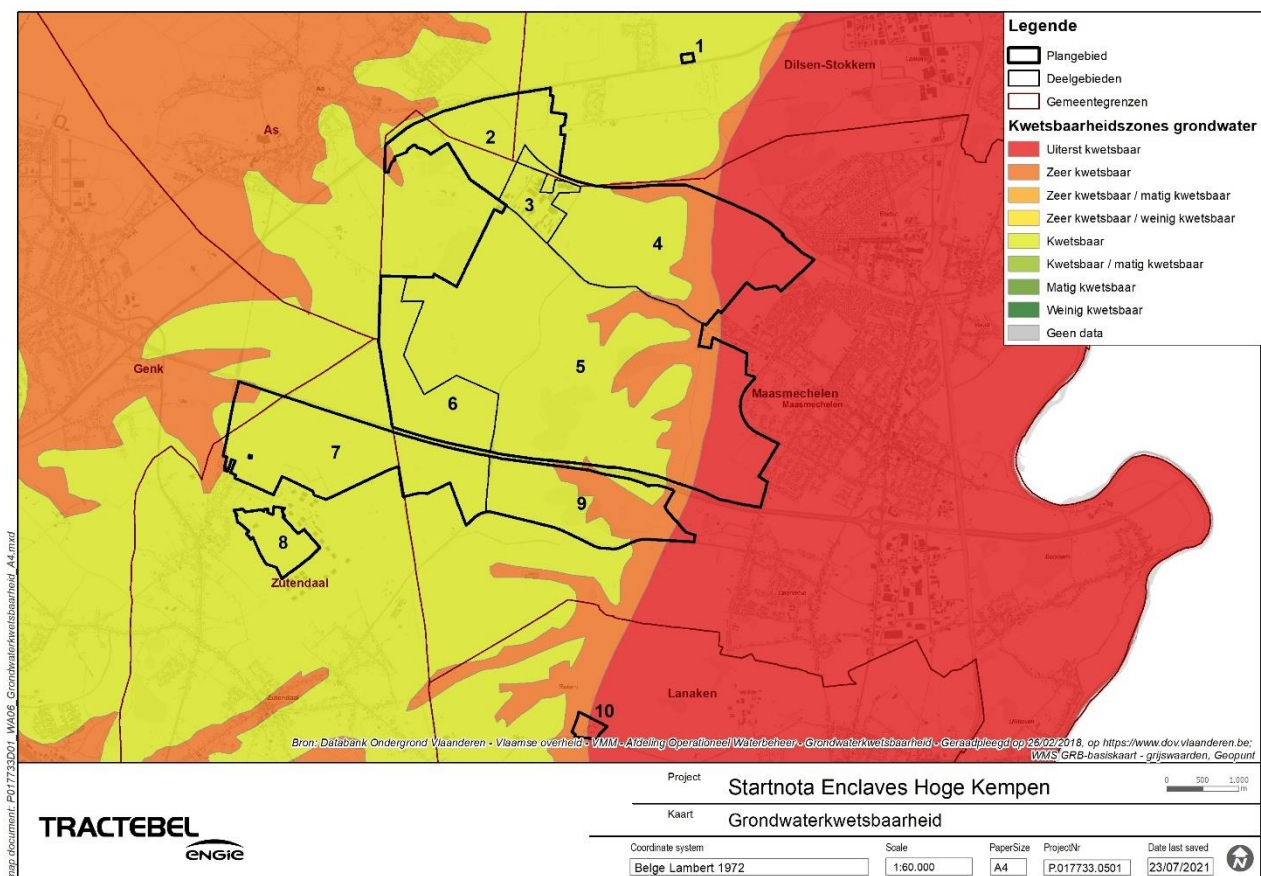 Legende
Plangebied
Deelgebieden
Gemeentegrenzen
Kwetsbaarheidszones grondwater
Uiterst kwetsbaar
Zeer kwetsbaar
Zeer kwetsbaar / matig kwetsbaar
Zeer kwetsbaar / weinig kwetsbaar
Kwetsbaar
Kwetsbaar / matig kwetsbaar
Matig kwetsbaar
Weinig kwetsbaar
Geen data
1
Dilsen-Stokkem
As
As
2
3
4
Genk
5
Maasmechelen
Maasmechelen
6
7
8
9
Zutendaal
Zutendaal
Lanaken
10
Bron: Databank Ondergrond Vlaanderen - Vlaamse overheid - VMM - Afdeling Operationeel Waterbeheer - Grondwaterkwetsbaarheid - Geraadpleegd op 26/02/2018, op https://www.dov.vlaanderen.be;
WMS GRB-basiskaart - grijswaarden, Geopunt
map document: P017733D01_WA06_Grondwaterkwetsbaarheid_A4.mxd
TRACTEBEL
ENGIE
Project
Startnota Enclaves Hoge Kempen
0 500 1.000
m
Kaart
Grondwaterkwetsbaarheid
Coordinate system
Scale
PaperSize
ProjectNr
Date last saved
Belge Lambert 1972
1:60.000
A4
P.017733.0501
23/07/2021
N